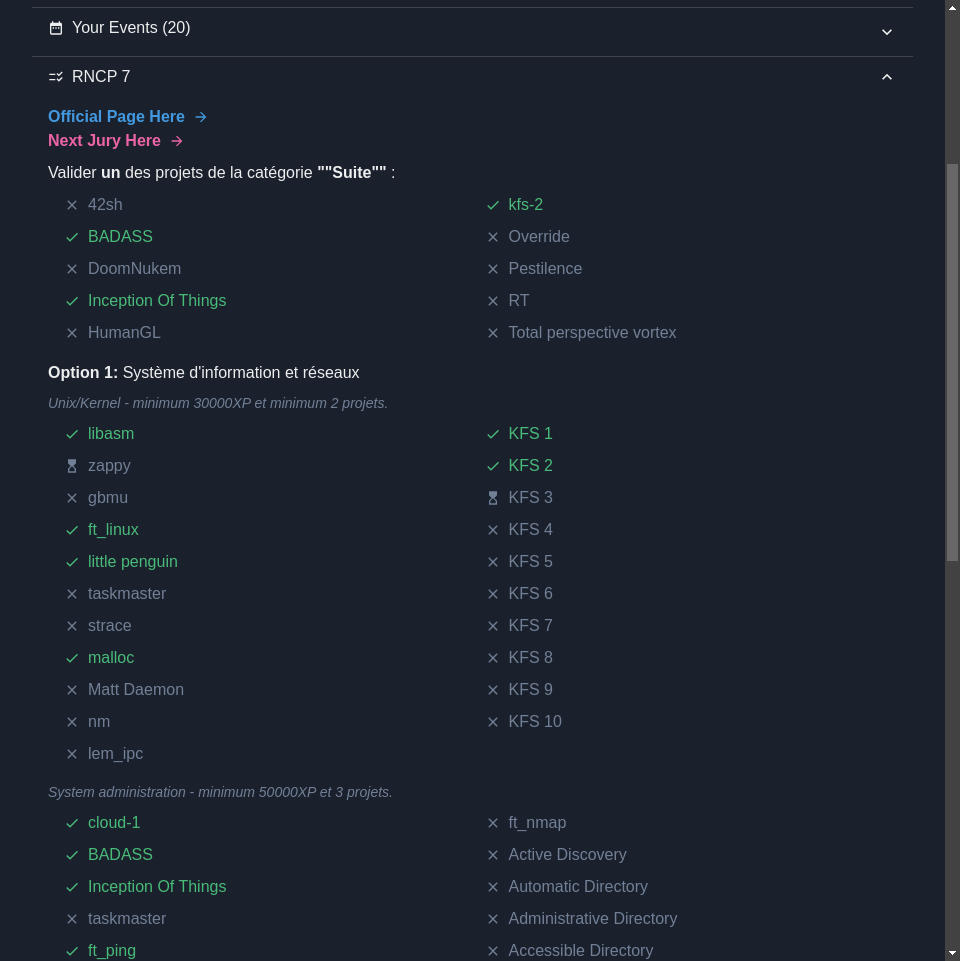 Your Events (20)
RNCP 7
Official Page Here
Next Jury Here
Valider un des projets de la catégorie ""Suite"" :
42sh
BADASS
DoomNukem
Inception Of Things
HumanGL
kfs-2
Override
Pestilence
RT
Total perspective vortex
Option 1: Système d'information et réseaux
Unix/Kernel - minimum 30000XP et minimum 2 projets.
libasm
zappy
gbmu
ft_linux
little penguin
taskmaster
strace
malloc
Matt Daemon
nm
lem_ipc
KFS 1
KFS 2
KFS 3
KFS 4
KFS 5
KFS 6
KFS 7
KFS 8
KFS 9
KFS 10
System administration - minimum 50000XP et 3 projets.
cloud-1
BADASS
Inception Of Things
taskmaster
ft_ping
ft_nmap
Active Discovery
Automatic Directory
Administrative Directory
Accessible Directory